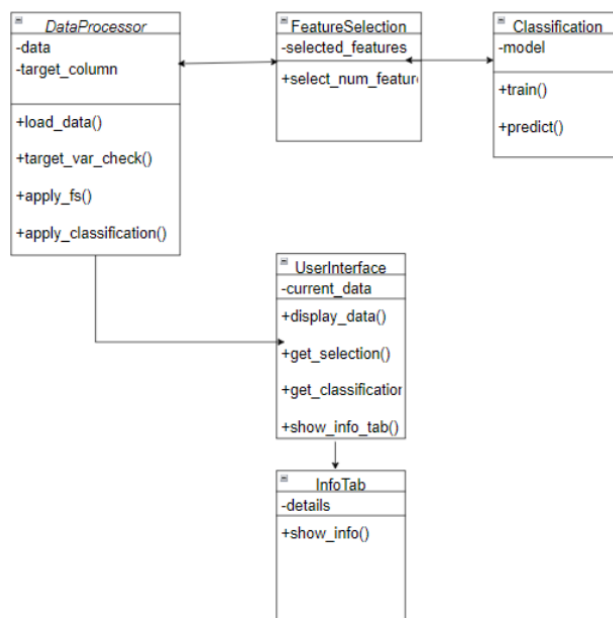 DataProcessor
-data
-target_column
+load_data()
+target_var_check()
+apply_fs()
+apply_classification()
FeatureSelection
-selected_features
+select_num_featur
Classification
-model
+train()
+predict()
UserInterface
-current_data
+display_data()
+get_selection()
+get_classification
+show_info_tab()
InfoTab
-details
+show_info()